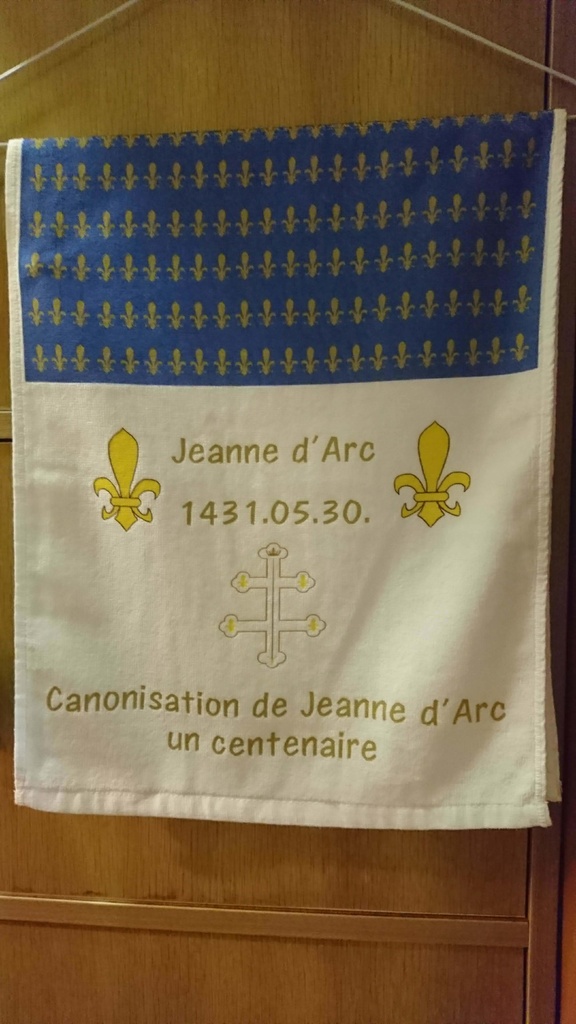 Jeanne d'Arc
1431.05.30.
Canonisation de Jeanne d'Arc
un centenaire